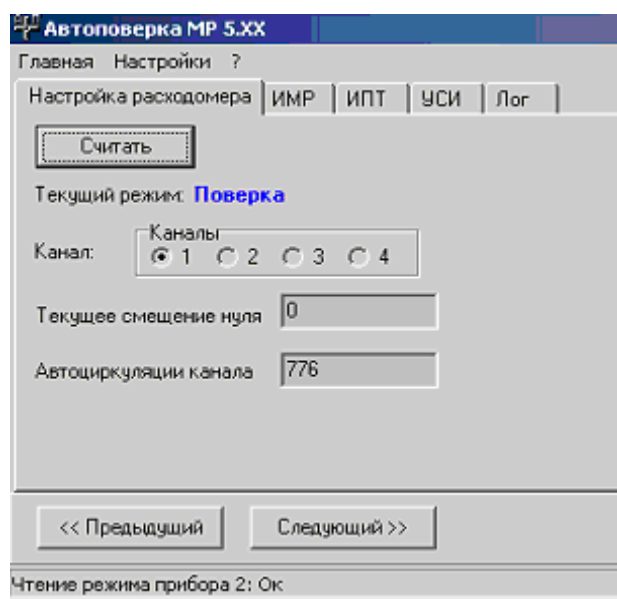 Автоповерка МР 5.XX
Главная Настройки ?
Настройка расходомера ИМР ИПТ УСИ Лог
Считать
Текущий режим: Поверка
Каналы
Канал: 1 2 3 4
Текущее смещение нуля 0
Автоциркуляции канала 776
<< Предыдущий Следующий >>
Чтение режима прибора 2: Ок